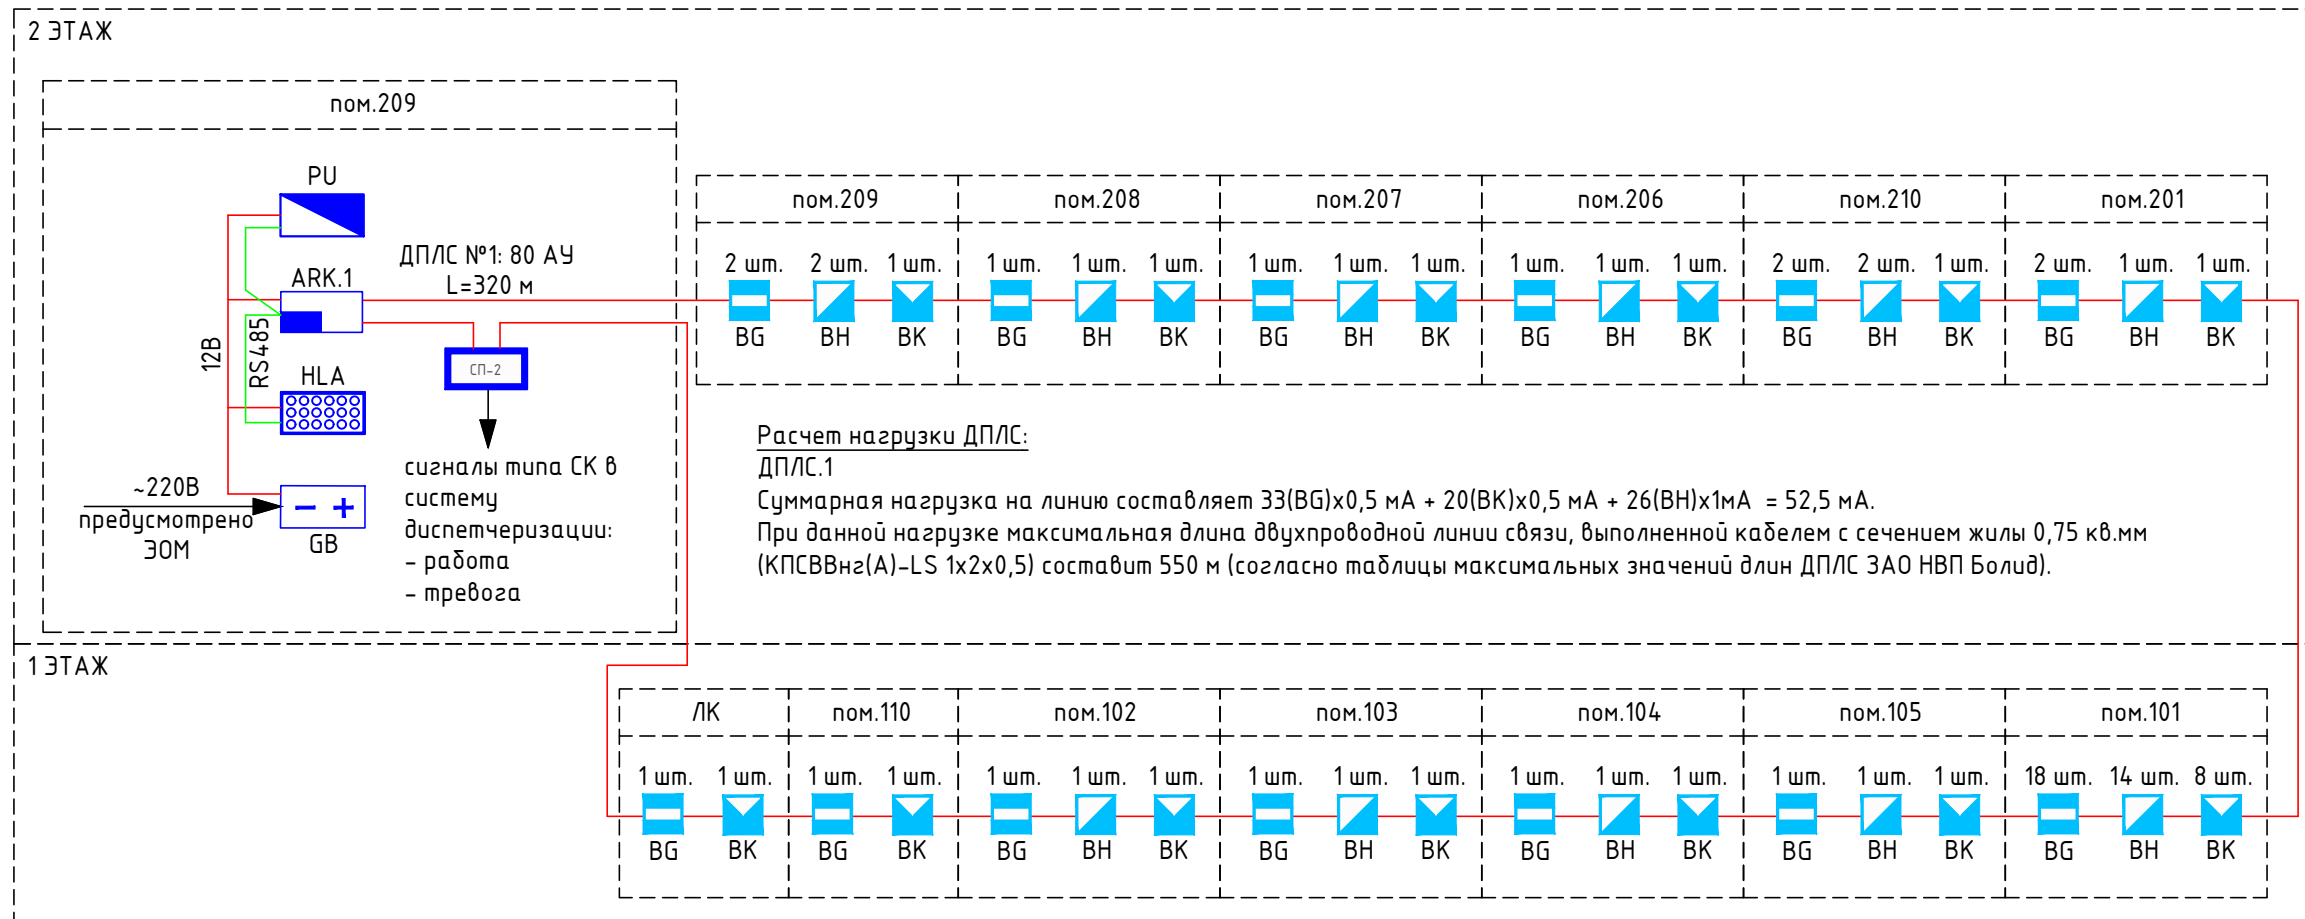 2 ЭТАЖ
пом.209
PU
ARK.1
12В
RS485
HLA
~220В
предусмотрено
ЭОМ
GB
ДПЛС №1: 80 АУ
L=320 м
СП-2
сигналы типа СК в
систему
диспетчеризации:
- работа
- тревога
пом.209 пом.208 пом.207 пом.206 пом.210 пом.201
2 шт. 2 шт. 1 шт. 1 шт. 1 шт. 1 шт. 1 шт. 1 шт. 1 шт. 1 шт. 1 шт. 1 шт. 2 шт. 2 шт. 1 шт. 2 шт. 1 шт. 1 шт.
BG BH BK BG BH BK BG BH BK BG BH BK BG BH BK BG BH BK
Расчет нагрузки ДПЛС:
ДПЛС.1
Суммарная нагрузка на линию составляет 33(BG)х0,5 мА + 20(BK)х0,5 мА + 26(BH)х1мА = 52,5 мА.
При данной нагрузке максимальная длина двухпроводной линии связи, выполненной кабелем с сечением жилы 0,75 кв.мм
(КПСВВнг(А)-LS 1х2х0,5) составит 550 м (согласно таблицы максимальных значений длин ДПЛС ЗАО НВП Болид).
1 ЭТАЖ
ЛК пом.110 пом.102 пом.103 пом.104 пом.105 пом.101
1 шт. 1 шт. 1 шт. 1 шт. 1 шт. 1 шт. 1 шт. 1 шт. 1 шт. 1 шт. 1 шт. 1 шт. 1 шт. 1 шт. 1 шт. 1 шт. 18 шт. 14 шт. 8 шт.
BG BK BG BK BG BH BK BG BH BK BG BH BK BG BH BK BG BH BK